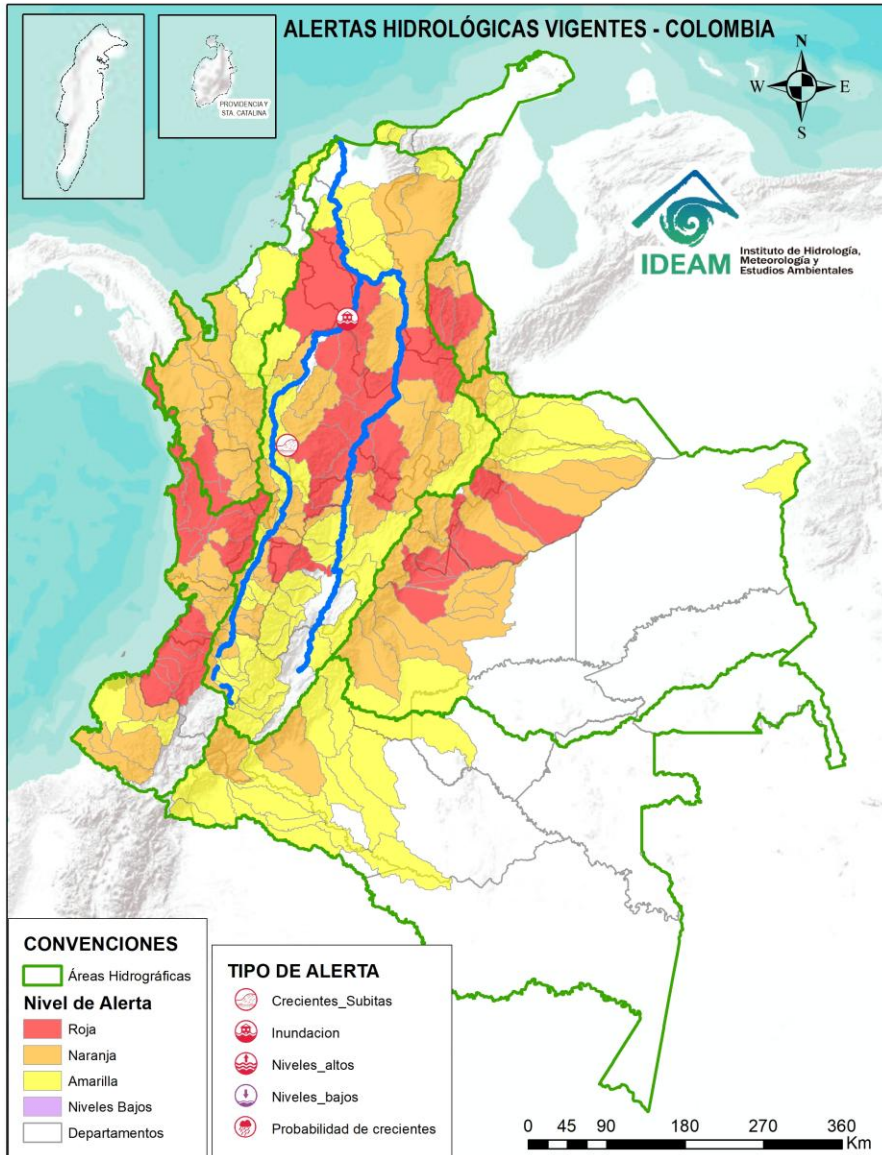 ALERTAS HIDROLÓGICAS VIGENTES - COLOMBIA
PROVIDENCIA Y
STA. CATALINA
N
W
E
S
IDEAM
Instituto de Hidrología,
Meteorología y
Estudios Ambientales
CONVENCIONES
Áreas Hidrográficas
Nivel de Alerta
Roja
Naranja
Amarilla
Niveles Bajos
Departamentos
TIPO DE ALERTA
Crecientes_Subitas
Inundacion
Niveles_altos
Niveles_bajos
Probabilidad de crecientes
0 45 90 180 270 360
Km